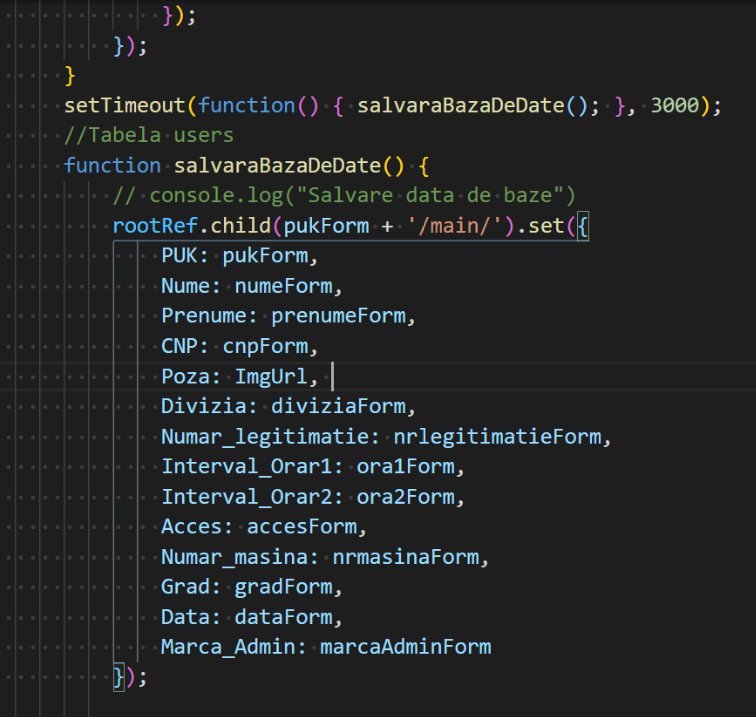 });
});
}
setTimeout(function() { salvaraBazaDeDate(); }, 3000);
//Tabela users
function salvaraBazaDeDate() {
// console.log("Salvare data de baze")
rootRef.child(pukForm + '/main/').set({
PUK: pukForm,
Nume: numeForm,
Prenume: prenumeForm,
CNP: cnpForm,
Poza: ImgUrl,
Divizia: diviziaForm,
Numar_legitimatie: nrlegitimatieForm,
Interval_Orar1: ora1Form,
Interval_Orar2: ora2Form,
Acces: accesForm,
Numar_masina: nrmasinaForm,
Grad: gradForm,
Data: dataForm,
Marca_Admin: marcaAdminForm
});